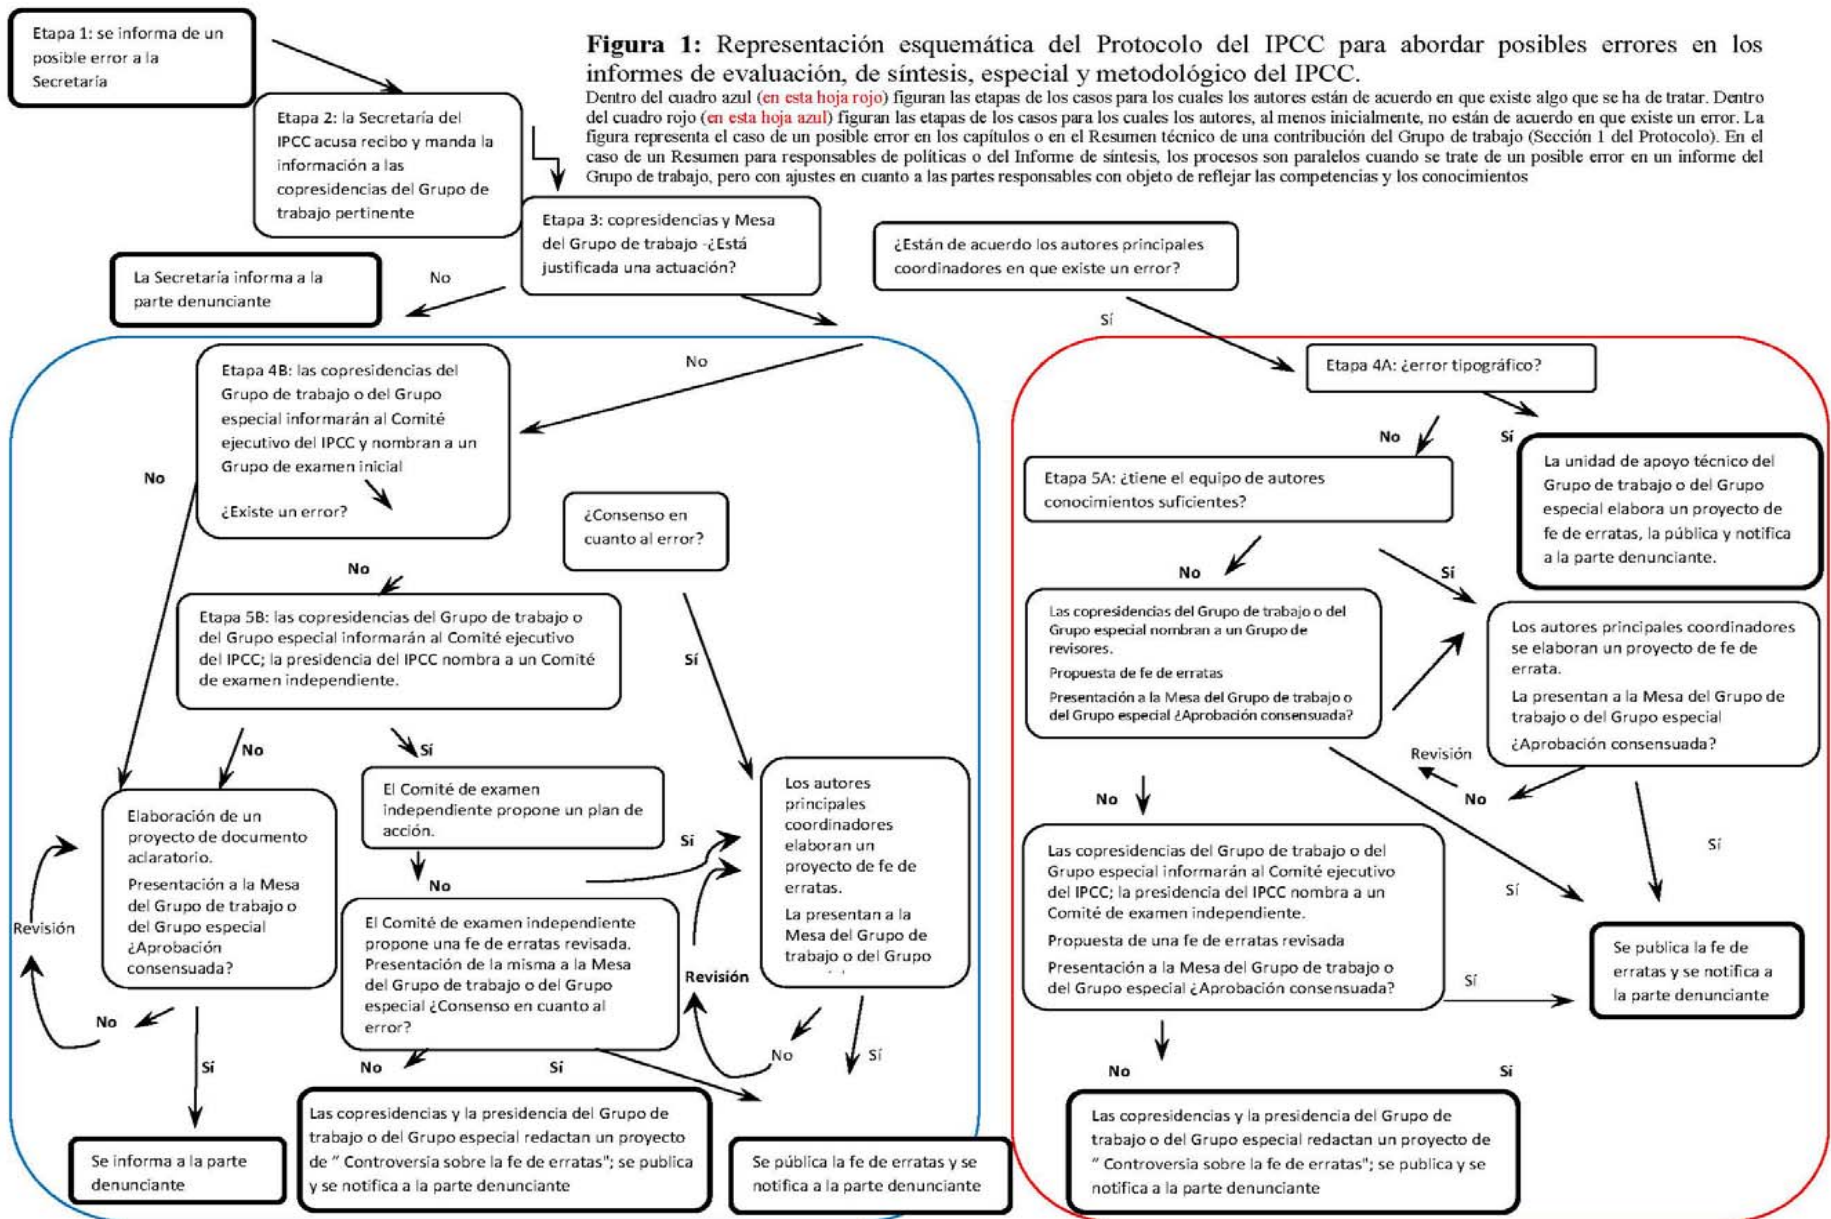 Etapa 1: se informa de un
posible error a la
Secretaría
Figura 1: Representación esquemática del Protocolo del IPCC para abordar posibles errores en los
informes de evaluación, de síntesis, especial y metodológico del IPCC.
Dentro del cuadro azul (en esta hoja rojo) figuran las etapas de los casos para los cuales los autores están de acuerdo en que existe algo que se ha de tratar. Dentro
del cuadro rojo (en esta hoja azul) figuran las etapas de los casos para los cuales los autores, al menos inicialmente, no están de acuerdo en que existe un error. La
figura representa el caso de un posible error en los capítulos o en el Resumen técnico de una contribución del Grupo de trabajo (Sección 1 del Protocolo). En el
caso de un Resumen para responsables de políticas o del Informe de síntesis, los procesos son paralelos cuando se trate de un posible error en un informe del
Grupo de trabajo, pero con ajustes en cuanto a las partes responsables con objeto de reflejar las competencias y los conocimientos
Etapa 2: la Secretaría del
IPCC acusa recibo y manda la
información a las
copresidencias del Grupo de
trabajo pertinente
Etapa 3: copresidencias y Mesa
del Grupo de trabajo -¿Está
justificada una actuación?
¿Están de acuerdo los autores principales
coordinadores en que existe un error?
La Secretaría informa a la
parte denunciante
No
Sí
No
Etapa 4B: las copresidencias del
Grupo de trabajo o del Grupo
especial informarán al Comité
ejecutivo del IPCC y nombran a un
Grupo de examen inicial
¿Existe un error?
No
¿Consenso en
cuanto al error?
No
Sí
Etapa 5B: las copresidencias del Grupo de trabajo o
del Grupo especial informarán al Comité ejecutivo
del IPCC; la presidencia del IPCC nombra a un Comité
de examen independiente.
No
Sí
El Comité de examen
independiente propone un plan de
acción.
Elaboración de un
proyecto de documento
aclaratorio.
Presentación a la Mesa
del Grupo de trabajo o
del Grupo especial
¿Aprobación
consensuada?
Revisión
No
Sí
No
Sí
El Comité de examen independiente
propone una fe de erratas revisada.
Presentación de la misma a la Mesa
del Grupo de trabajo o del Grupo
especial ¿Consenso en cuanto al
error?
Los autores
principales
coordinadores
elaboran un
proyecto de fe de
erratas.
La presentan a la
Mesa del Grupo de
trabajo o del Grupo
Revisión
No
Sí
No
Sí
Se informa a la parte
denunciante
Las copresidencias y la presidencia del Grupo de
trabajo o del Grupo especial redactan un proyecto
de " Controversia sobre la fe de erratas"; se publica
y se notifica a la parte denunciante
Se pública la fe de erratas y se
notifica a la parte denunciante
Etapa 4A: ¿error tipográfico?
No
Sí
Etapa 5A: ¿tiene el equipo de autores
conocimientos suficientes?
La unidad de apoyo técnico del
Grupo de trabajo o del Grupo
especial elabora un proyecto de
fe de erratas, la pública y notifica
a la parte denunciante.
No
Sí
Las copresidencias del Grupo de trabajo o del
Grupo especial nombran a un Grupo de
revisores.
Propuesta de fe de erratas
Presentación a la Mesa del Grupo de trabajo o
del Grupo especial ¿Aprobación consensuada?
Los autores principales coordinadores
se elaboran un proyecto de fe de
errata.
La presentan a la Mesa del Grupo de
trabajo o del Grupo especial
¿Aprobación consensuada?
Revisión
No
No
Sí
Sí
Las copresidencias del Grupo de trabajo o del
Grupo especial informarán al Comité ejecutivo
del IPCC; la presidencia del IPCC nombra a un
Comité de examen independiente.
Propuesta de una fe de erratas revisada
Presentación a la Mesa del Grupo de trabajo o
del Grupo especial ¿Aprobación consensuada?
Sí
Se publica la fe de
erratas y se notifica a
la parte denunciante
No
Sí
Las copresidencias y la presidencia del Grupo de
trabajo o del Grupo especial redactan un proyecto de
" Controversia sobre la fe de erratas"; se publica y se
notifica a la parte denunciante